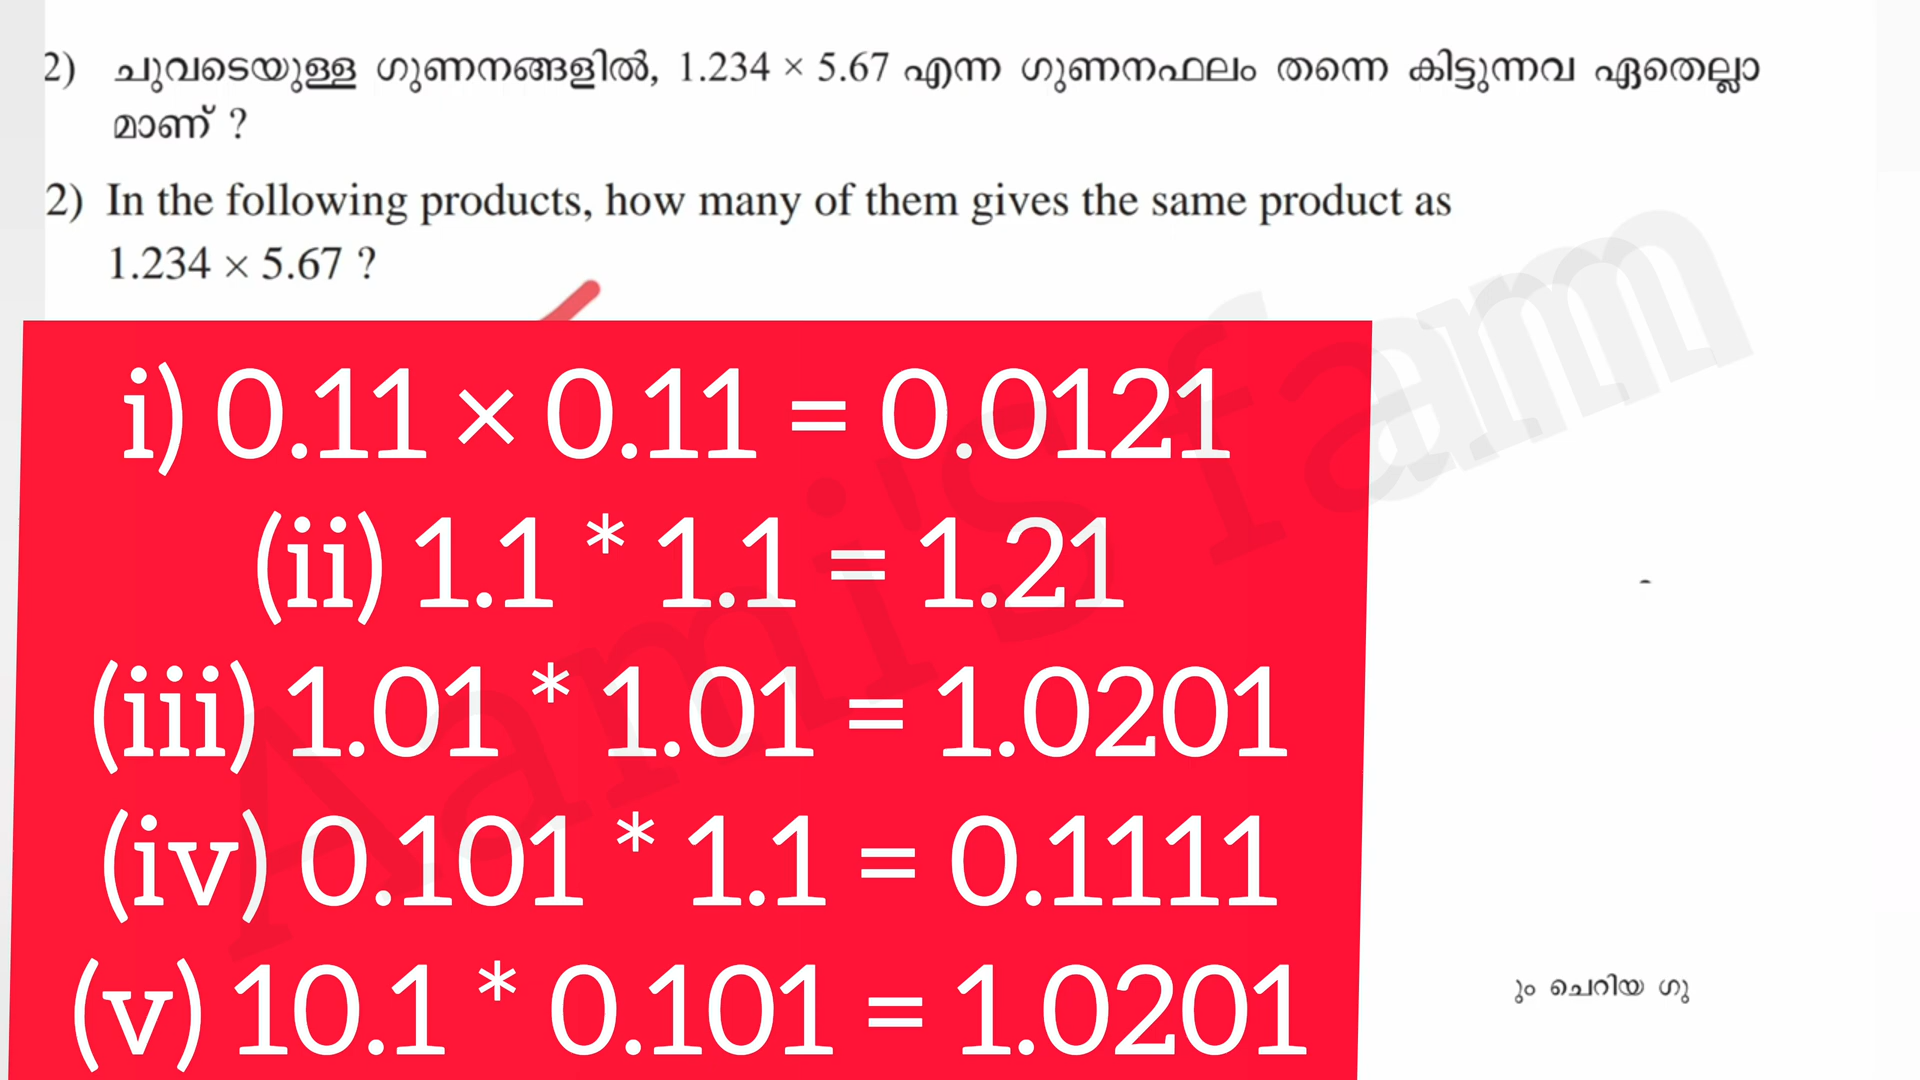 2) ചുവടെയുള്ള ഗുണനങ്ങളിൽ, 1.234 × 5.67 എന്ന ഗുണനഫലം തന്നെ കിട്ടുന്നവ ഏതെല്ലാ
മാണ് ?
2) In the following products, how many of them gives the same product as
1.234 × 5.67 ?
i) 0.11 × 0.11 = 0.0121
(ii) 1.1 * 1.1 = 1.21
(iii) 1.01 * 1.01 = 1.0201
(iv) 0.101 * 1.1 = 0.1111
(v) 10.1 * 0.101 = 1.0201
ും ചെറിയ ഗു
Aami's fam